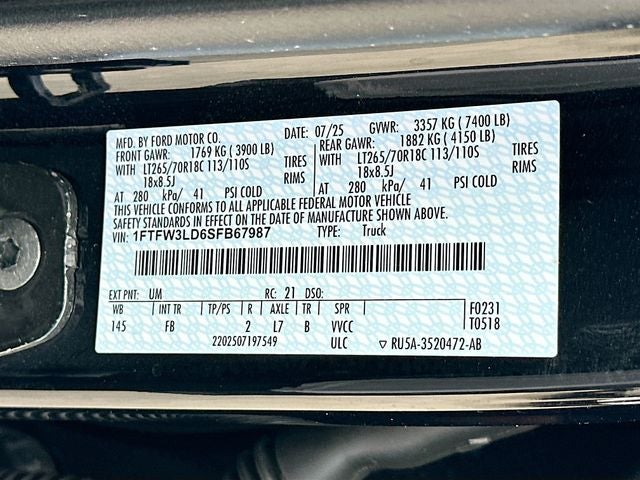 MFD. BY FORD MOTOR CO. DATE: 07/25 GVWR: 3357 KG ( 7400 LB)
FRONT GAWR: 1769 KG ( 3900 LB) REAR GAWR: 1882 KG ( 4150 LB)
WITH LT265/70R18C 113/110S TIRES WITH LT265/70R18C 113/110S TIRES
18x8.5J RIMS 18x8.5J RIMS
AT 280 kPa/ 41 PSI COLD AT 280 kPa/ 41 PSI COLD
THIS VEHICLE CONFORMS TO ALL APPLICABLE FEDERAL MOTOR VEHICLE
SAFETY STANDARDS IN EFFECT ON THE DATE OF MANUFACTURE SHOWN ABOVE.
VIN: 1FTFW3LD6SFB67987 TYPE: Truck
EXT PNT: UM RC: 21 DSO:
WB INT TR TP/PS R AXLE TR SPR F0231
145 FB 2 L7 B VVCC T0518
2202507197549 ULC ▽ RU5A-3520472-AB